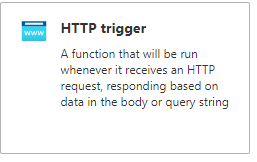 HTTP trigger
www
A function that will be run
whenever it receives an HTTP
request, responding based on
data in the body or query string